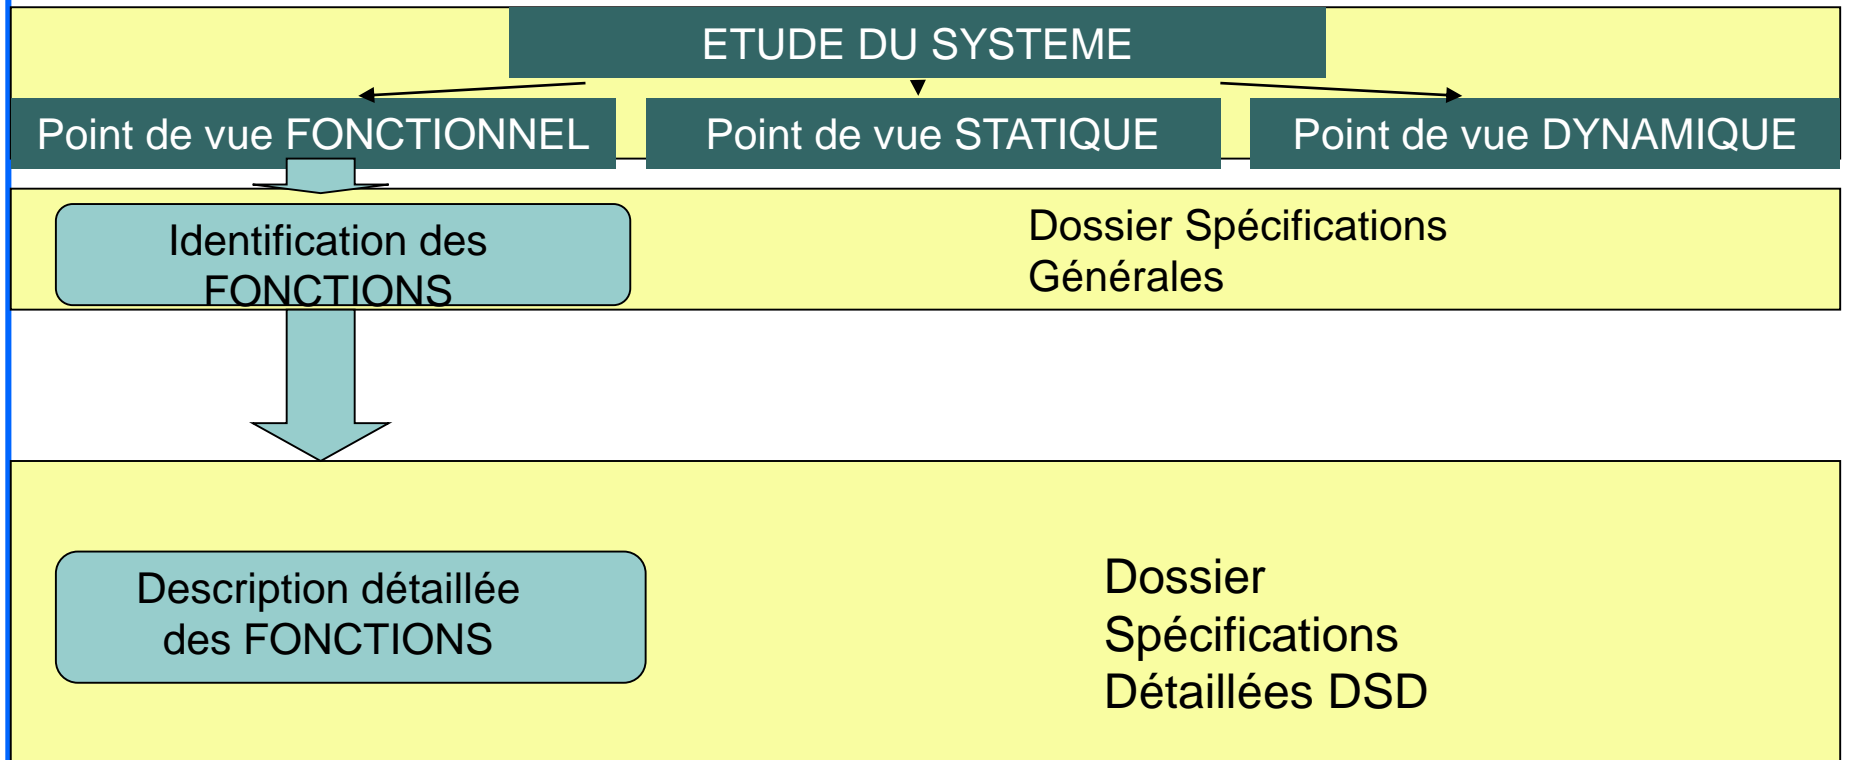 ETUDE DU SYSTEME
Point de vue FONCTIONNEL
Point de vue STATIQUE
Point de vue DYNAMIQUE
Identification des
FONCTIONS
Dossier Spécifications
Générales
Description détaillée
des FONCTIONS
Dossier
Spécifications
Détaillées DSD